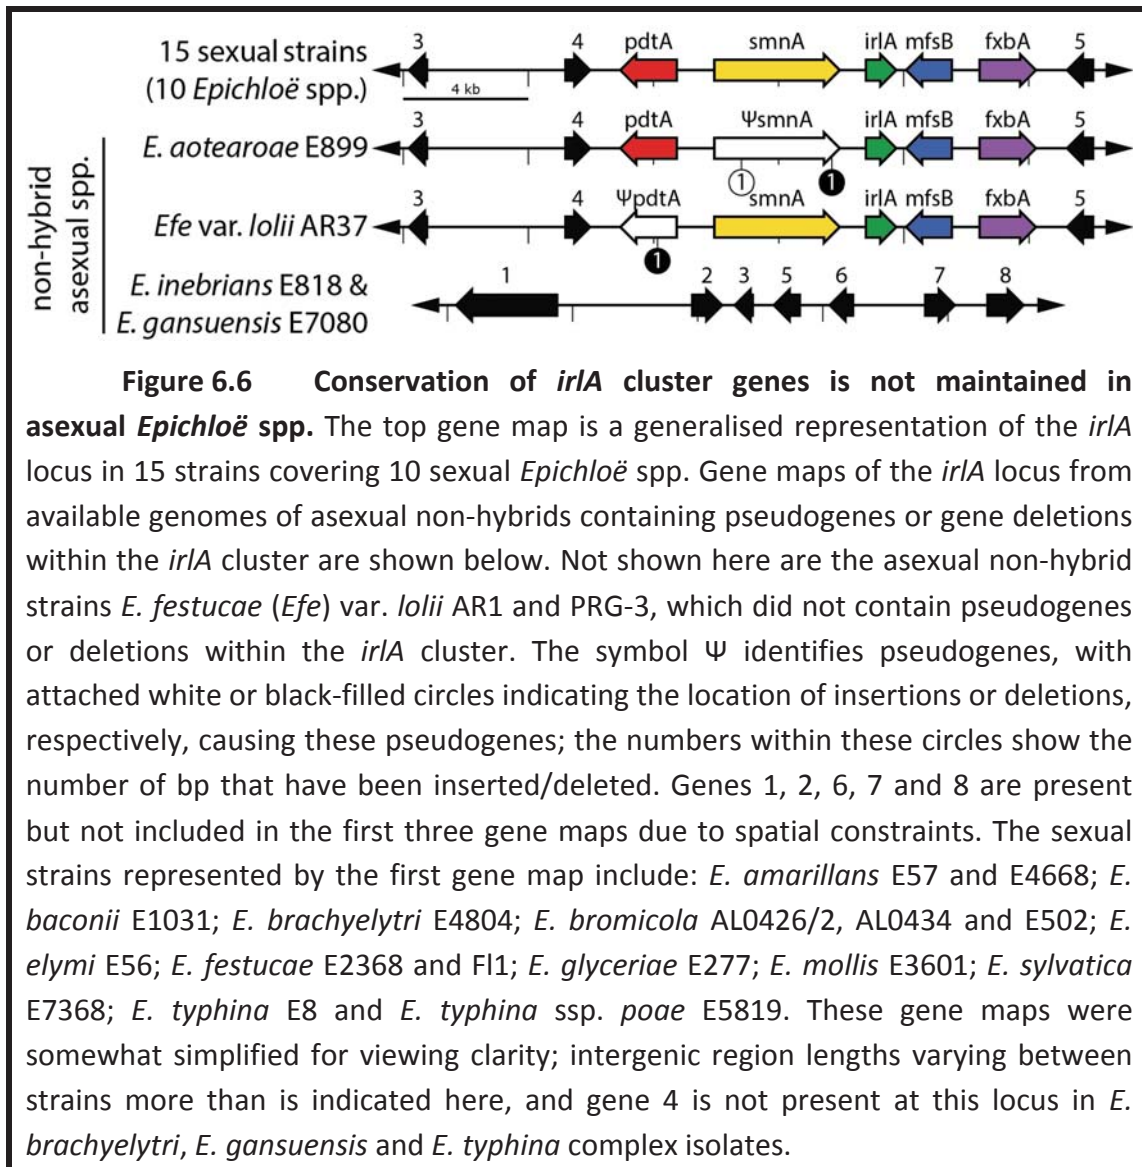 15 sexual strains
(10 Epichloë spp.)
3 4 pdtA smnA irlA mfsB fxbA 5
4 kb
non-hybrid
asexual spp.
E. aotearoae E899
3 4 pdtA ΨsmnA irlA mfsB fxbA 5
1 1
Efe var. lolii AR37
3 4 ΨpdtA smnA irlA mfsB fxbA 5
1
E. inebrians E818 &
E. gansuensis E7080
1 2 3 5 6 7 8
Figure 6.6 Conservation of irlA cluster genes is not maintained in
asexual Epichloë spp. The top gene map is a generalised representation of the irlA
locus in 15 strains covering 10 sexual Epichloë spp. Gene maps of the irlA locus from
available genomes of asexual non-hybrids containing pseudogenes or gene deletions
within the irlA cluster are shown below. Not shown here are the asexual non-hybrid
strains E. festucae (Efe) var. lolii AR1 and PRG-3, which did not contain pseudogenes
or deletions within the irlA cluster. The symbol Ψ identifies pseudogenes, with
attached white or black-filled circles indicating the location of insertions or deletions,
respectively, causing these pseudogenes; the numbers within these circles show the
number of bp that have been inserted/deleted. Genes 1, 2, 6, 7 and 8 are present
but not included in the first three gene maps due to spatial constraints. The sexual
strains represented by the first gene map include: E. amarillans E57 and E4668; E.
baconii E1031; E. brachyelytri E4804; E. bromicola AL0426/2, AL0434 and E502; E.
elymi E56; E. festucae E2368 and Fl1; E. glyceriae E277; E. mollis E3601; E. sylvatica
E7368; E. typhina E8 and E. typhina ssp. poae E5819. These gene maps were
somewhat simplified for viewing clarity; intergenic region lengths varying between
strains more than is indicated here, and gene 4 is not present at this locus in E.
brachyelytri, E. gansuensis and E. typhina complex isolates.